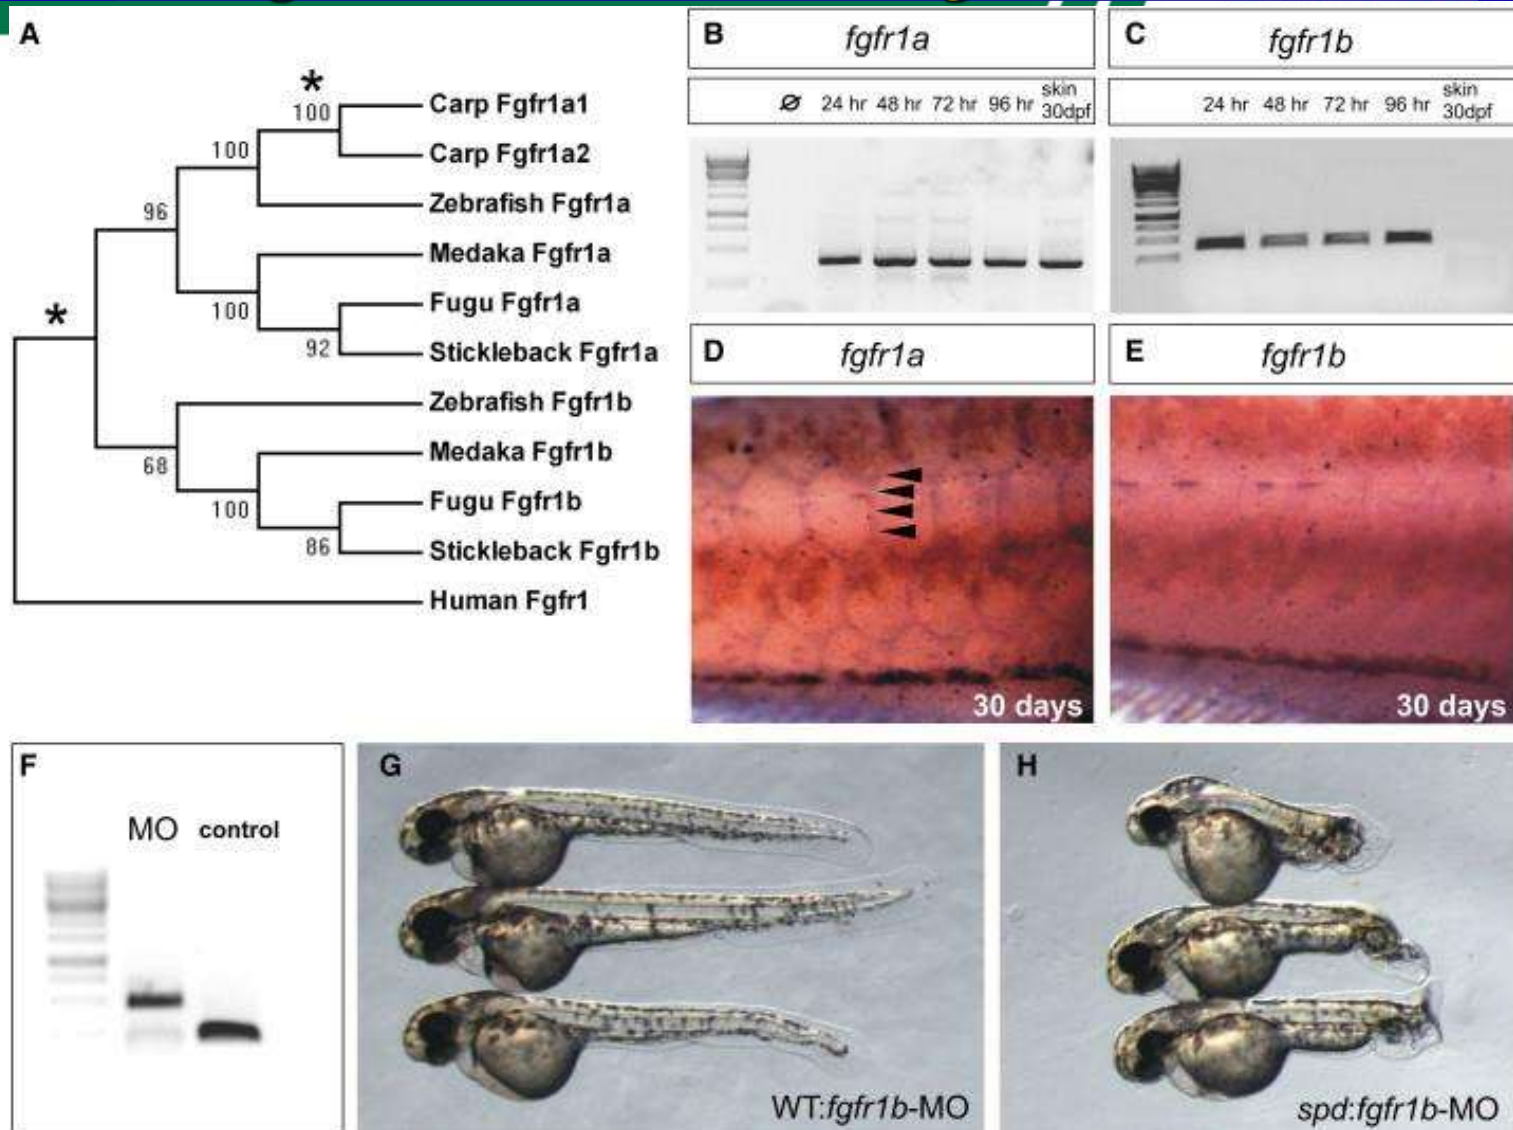 A
*
100
Carp Fgfr1a1
Carp Fgfr1a2
100
Zebrafish Fgfr1a
96
Medaka Fgfr1a
100
Fugu Fgfr1a
92
Stickleback Fgfr1a
*
Zebrafish Fgfr1b
68
Medaka Fgfr1b
100
Fugu Fgfr1b
86
Stickleback Fgfr1b
Human Fgfr1
B fgfr1a
Ø 24 hr 48 hr 72 hr 96 hr skin
30dpf
C fgfr1b
24 hr 48 hr 72 hr 96 hr skin
30dpf
D fgfr1a
30 days
E fgfr1b
30 days
F
MO control
G
WT:fgfr1b-MO
H
spd:fgfr1b-MO